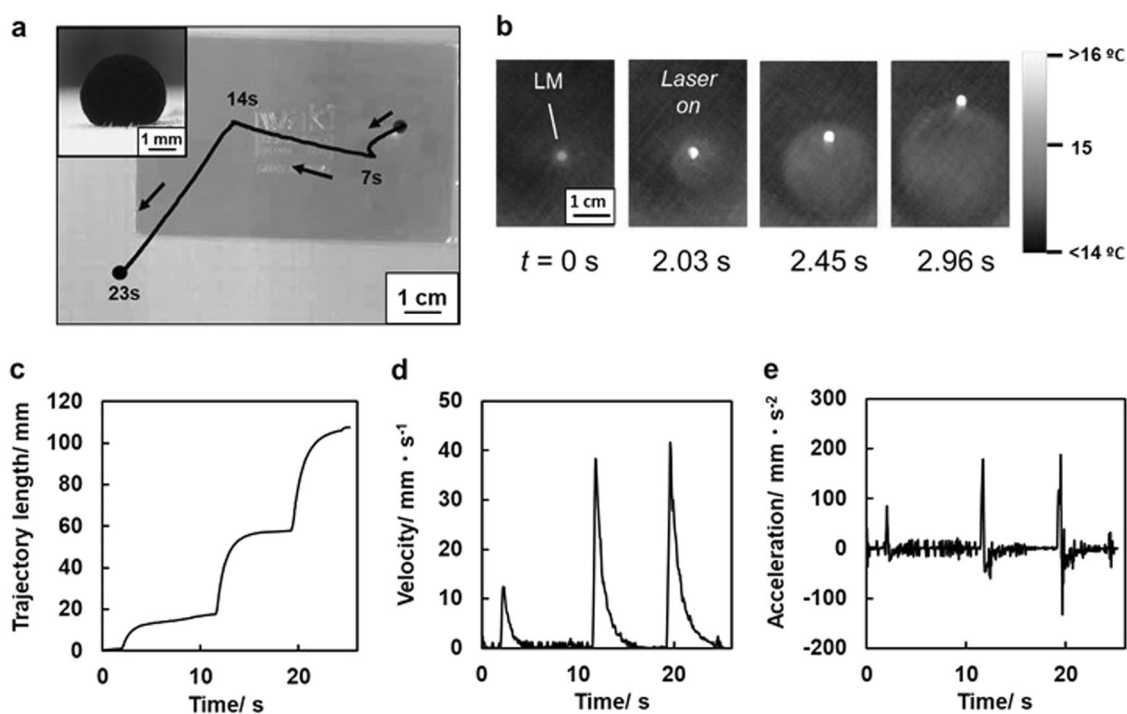 a
1 mm
14s
7s
23s
1 cm
b
LM
Laser
on
1 cm
t = 0 s
2.03 s
2.45 s
2.96 s
>16 ºC
15
<14 ºC
c
Trajectory length/ mm
120
100
80
60
40
20
0
0
10
20
Time/ s
d
Velocity/ mm · s-1
50
40
30
20
10
0
0
10
20
Time/ s
e
Acceleration/ mm · s-2
300
200
100
0
-100
-200
0
10
20
Time/ s